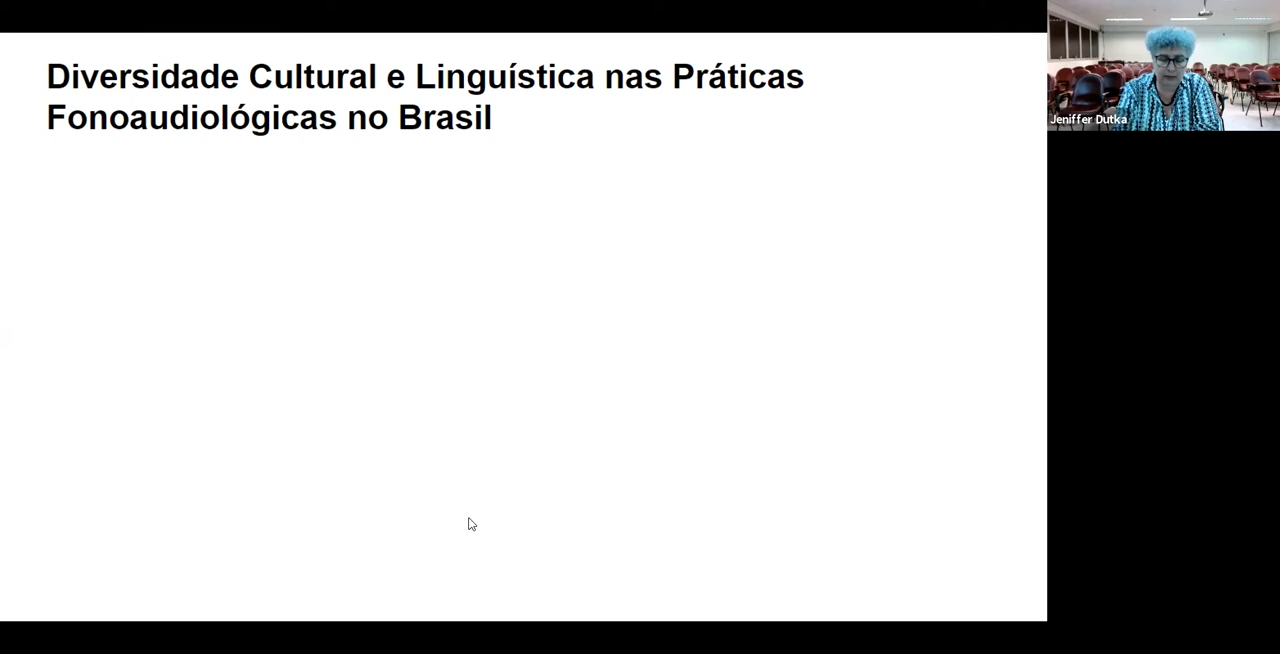 Diversidade Cultural e Linguística nas Práticas
Fonoaudiológicas no Brasil
Jeniffer Dutka